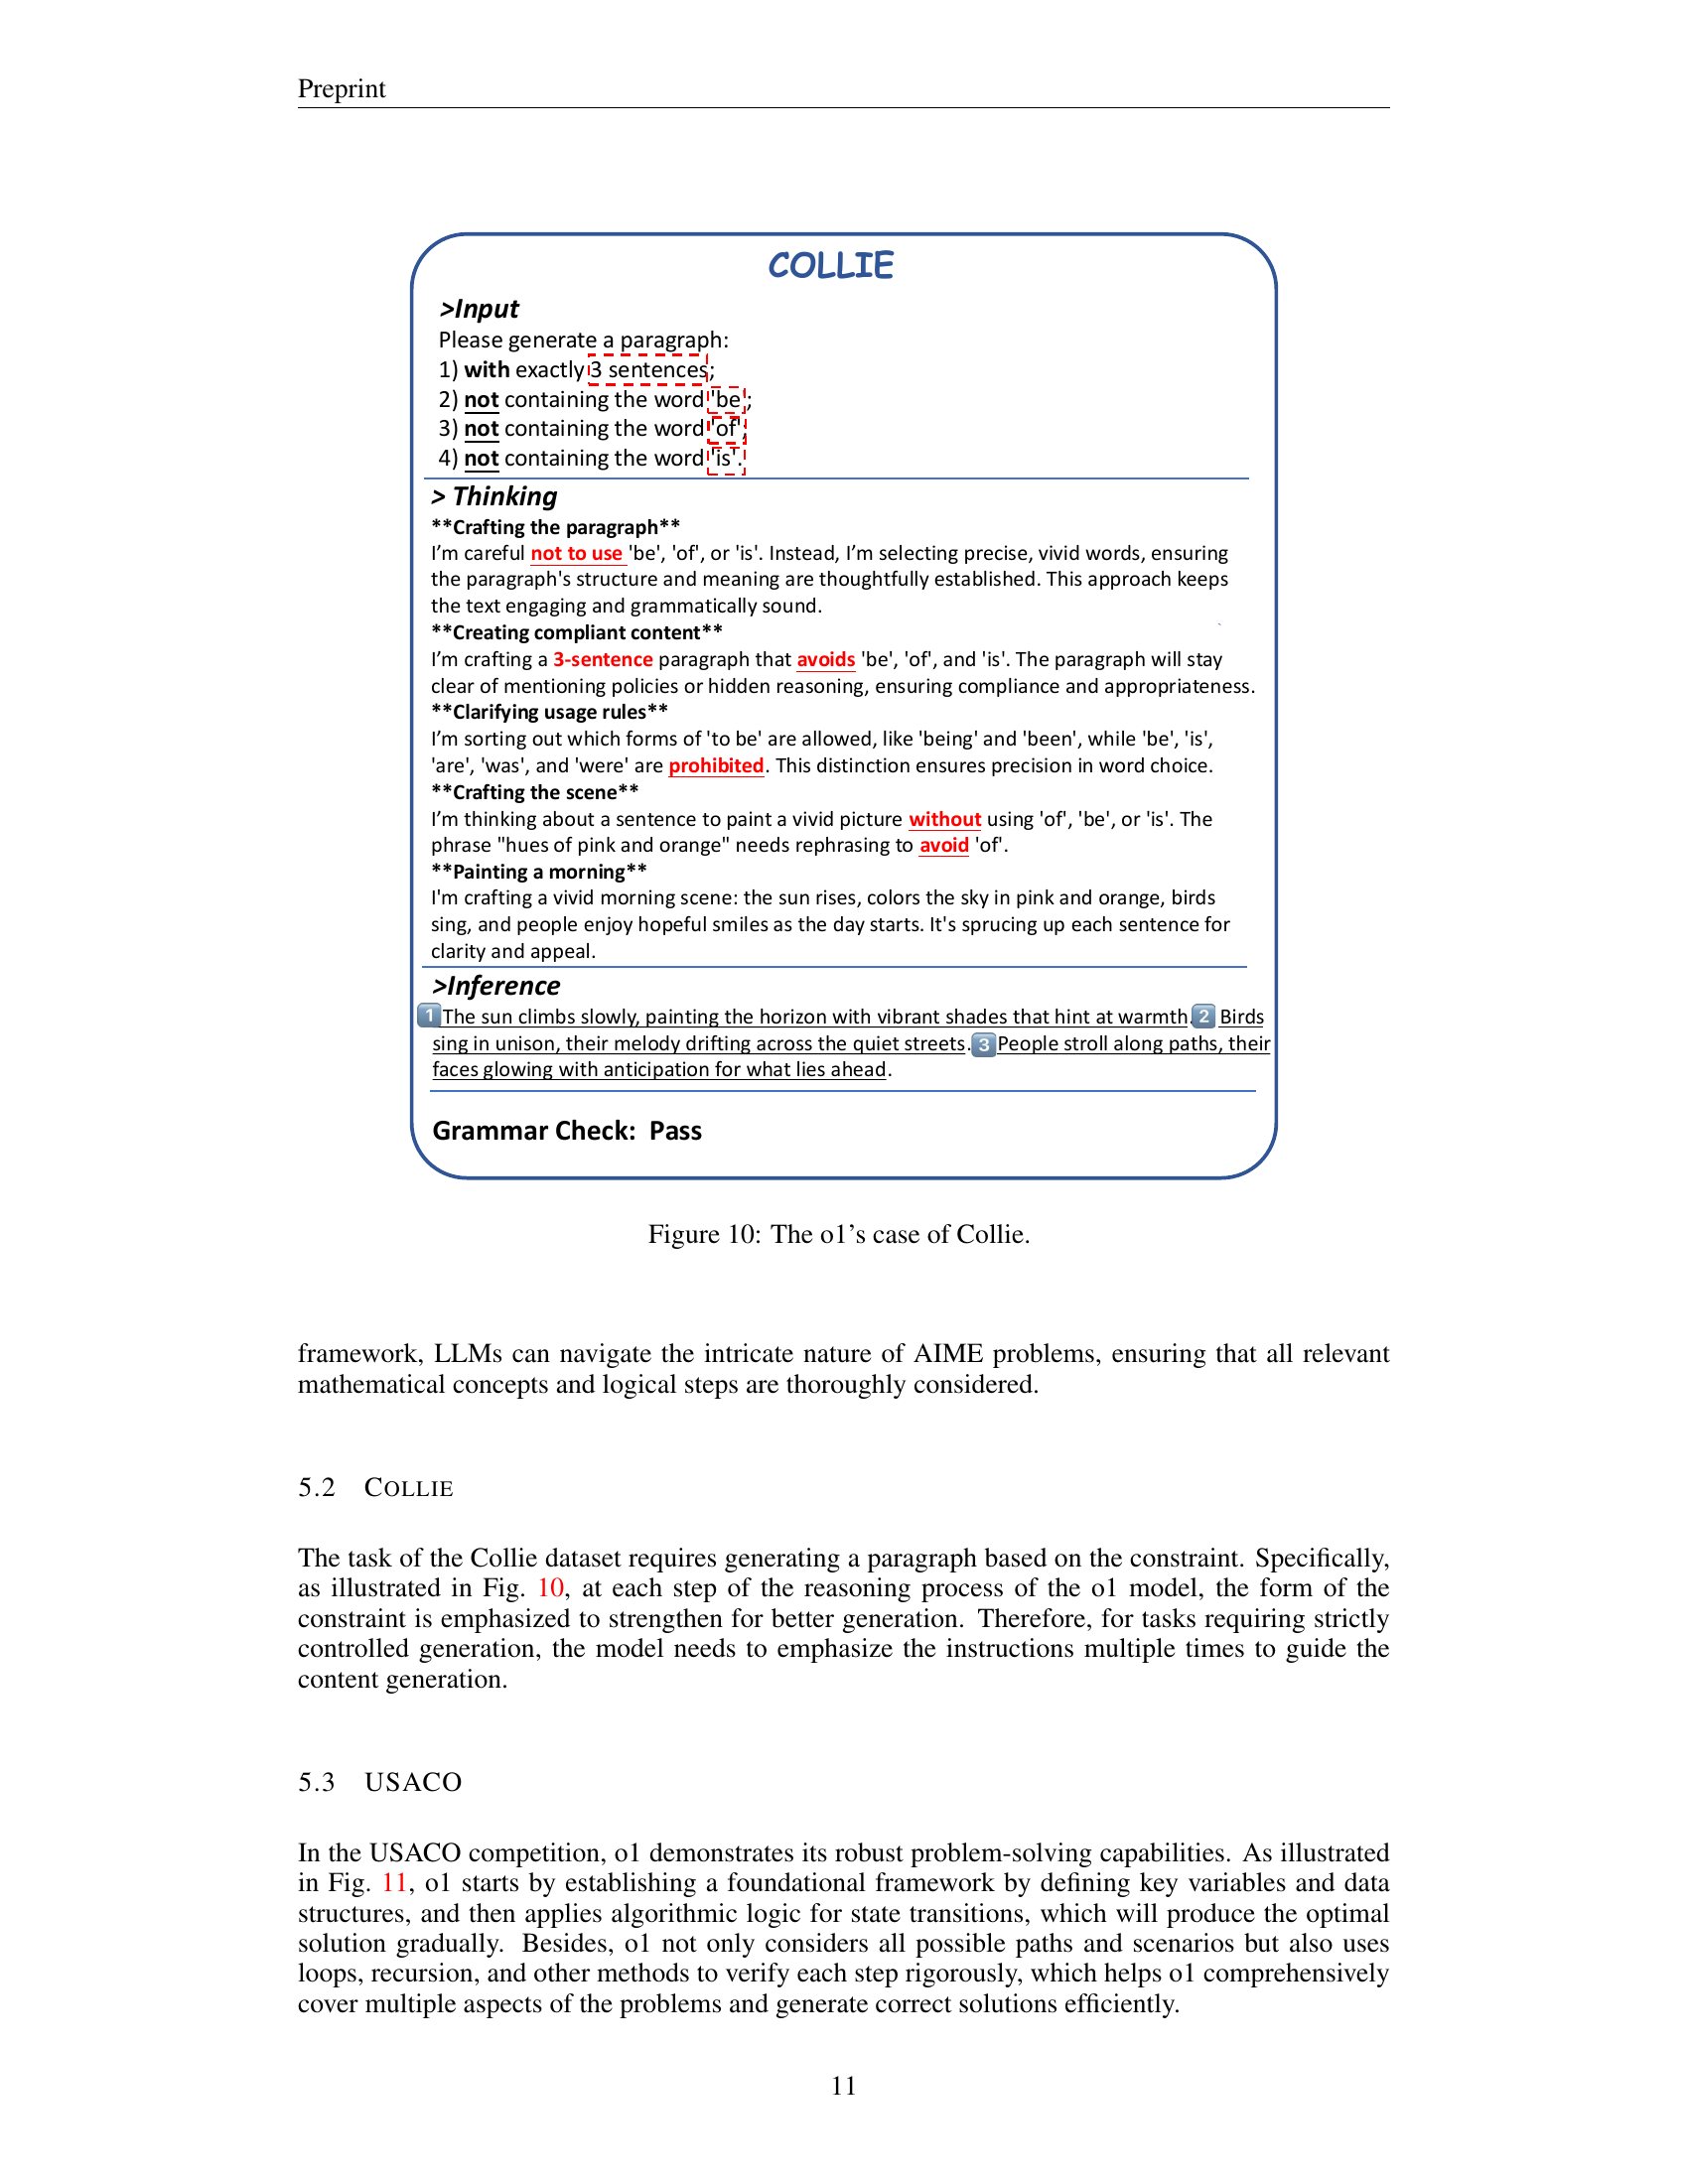 Preprint
COLLIE
>Input
Please generate a paragraph:
1) with exactly 3 sentences;
2) not containing the word 'be';
3) not containing the word 'of';
4) not containing the word 'is'.
> Thinking
**Crafting the paragraph**
I'm careful not to use 'be', 'of', or 'is'. Instead, I'm selecting precise, vivid words, ensuring
the paragraph's structure and meaning are thoughtfully established. This approach keeps
the text engaging and grammatically sound.
**Creating compliant content**
I'm crafting a 3-sentence paragraph that avoids 'be', 'of', and 'is'. The paragraph will stay
clear of mentioning policies or hidden reasoning, ensuring compliance and appropriateness.
**Clarifying usage rules**
I'm sorting out which forms of 'to be' are allowed, like 'being' and 'been', while 'be', 'is',
'are', 'was', and 'were' are prohibited. This distinction ensures precision in word choice.
**Crafting the scene**
I'm thinking about a sentence to paint a vivid picture without using 'of', 'be', or 'is'. The
phrase "hues of pink and orange" needs rephrasing to avoid 'of'.
**Painting a morning**
I'm crafting a vivid morning scene: the sun rises, colors the sky in pink and orange, birds
sing, and people enjoy hopeful smiles as the day starts. It's sprucing up each sentence for
clarity and appeal.
>Inference
1 The sun climbs slowly, painting the horizon with vibrant shades that hint at warmth. 2 Birds
sing in unison, their melody drifting across the quiet streets. 3 People stroll along paths, their
faces glowing with anticipation for what lies ahead.
Grammar Check: Pass
Figure 10: The o1's case of Collie.
framework, LLMs can navigate the intricate nature of AIME problems, ensuring that all relevant
mathematical concepts and logical steps are thoroughly considered.
5.2 COLLIE
The task of the Collie dataset requires generating a paragraph based on the constraint. Specifically,
as illustrated in Fig. 10, at each step of the reasoning process of the o1 model, the form of the
constraint is emphasized to strengthen for better generation. Therefore, for tasks requiring strictly
controlled generation, the model needs to emphasize the instructions multiple times to guide the
content generation.
5.3 USACO
In the USACO competition, o1 demonstrates its robust problem-solving capabilities. As illustrated
in Fig. 11, o1 starts by establishing a foundational framework by defining key variables and data
structures, and then applies algorithmic logic for state transitions, which will produce the optimal
solution gradually. Besides, o1 not only considers all possible paths and scenarios but also uses
loops, recursion, and other methods to verify each step rigorously, which helps o1 comprehensively
cover multiple aspects of the problems and generate correct solutions efficiently.
11